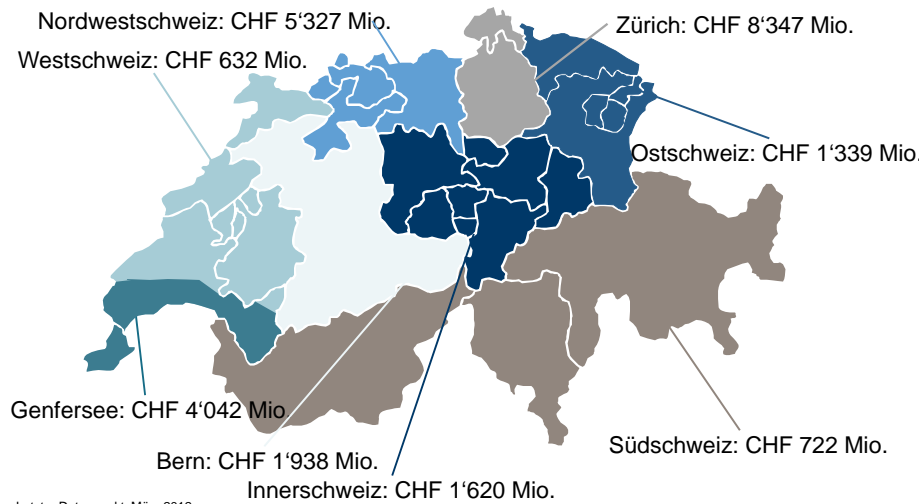 Nordwestschweiz: CHF 5‘327 Mio.
Zürich: CHF 8‘347 Mio.
Westschweiz: CHF 632 Mio.
Ostschweiz: CHF 1‘339 Mio.
Genfersee: CHF 4‘042 Mio
Südschweiz: CHF 722 Mio.
Bern: CHF 1‘938 Mio.
Innerschweiz: CHF 1‘620 Mio.